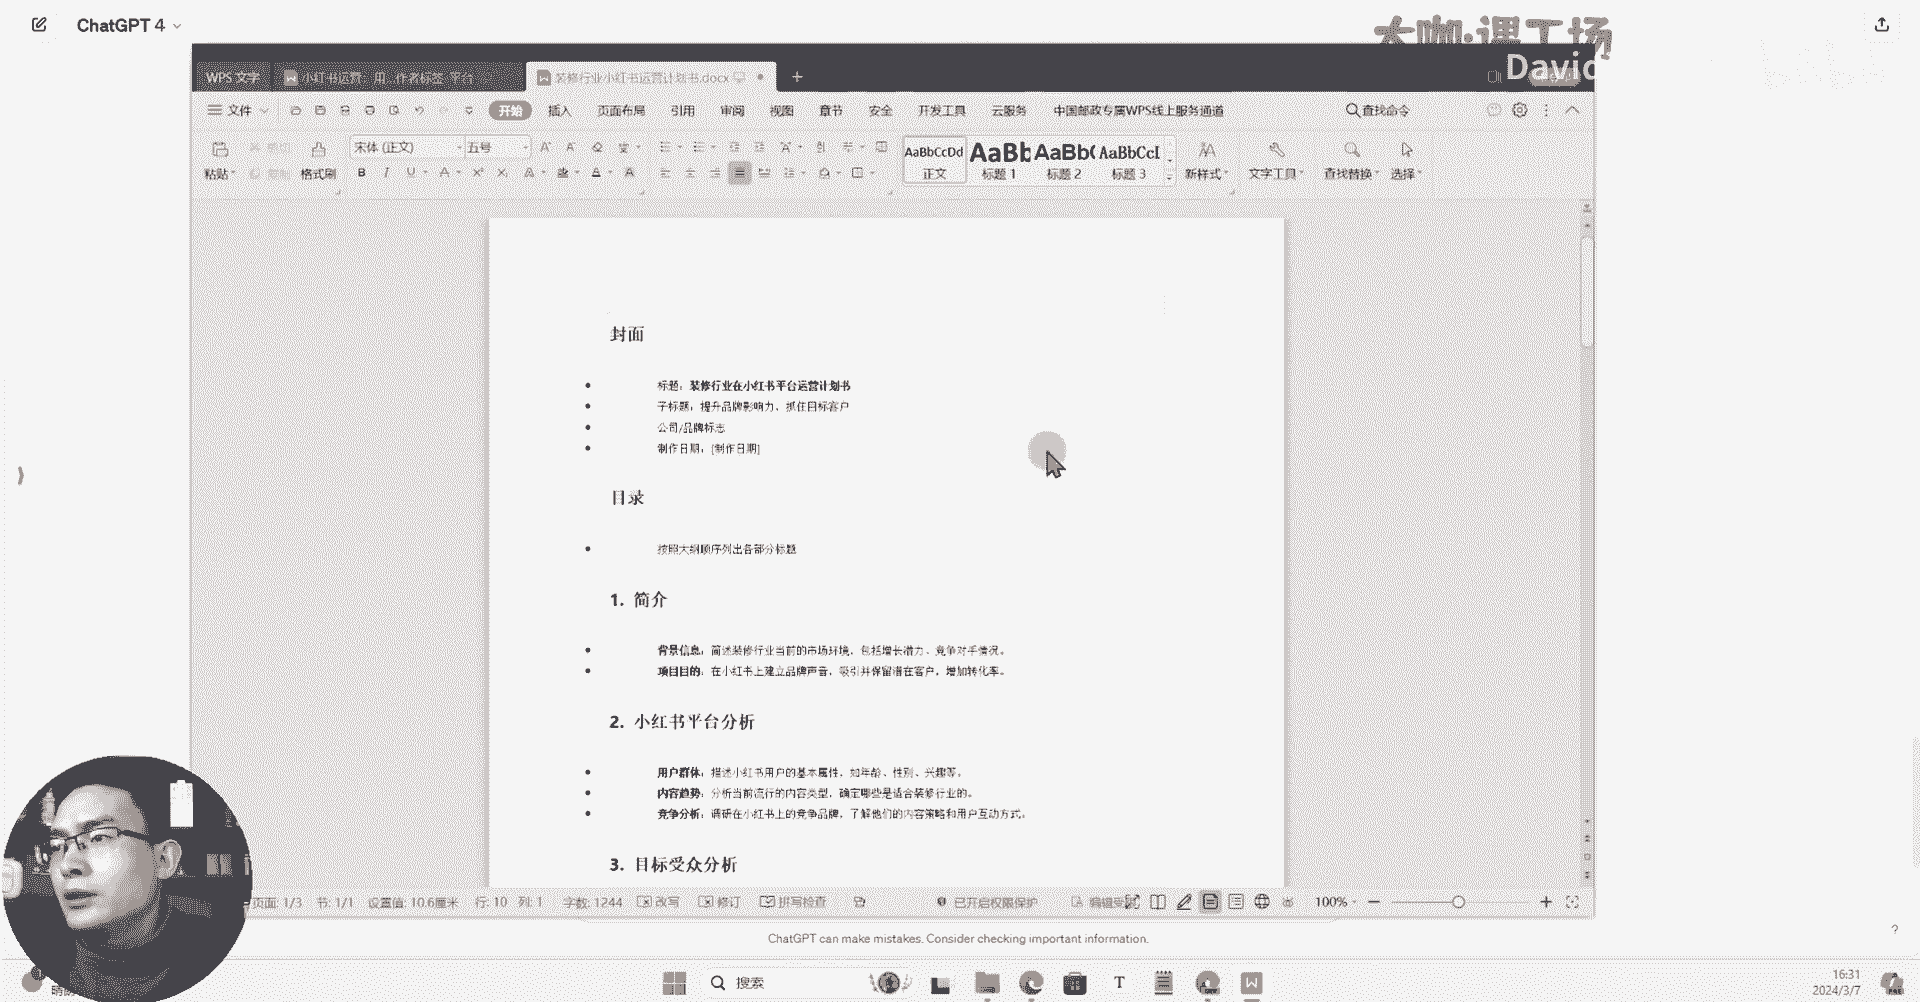 ChatGPT 4
大咖·课工场
David
WPS 文字
小红书运营
作者标签 平台
装修行业小红书运营计划书.docx
文件
开始
插入
页面布局
引用
审阅
视图
章节
安全
开发工具
云服务
中国邮政专属WPS线上服务通道
查找命令
粘贴
格式刷
宋体 (正文)
五号
AaBbCcDd
正文
AaBb
标题 1
AaBb(
标题 2
AaBbCcI
标题 3
新样式
文字工具
查找替换
选择
封面
标题：装修行业在小红书平台运营计划书
子标题：提升品牌影响力、抓住目标客户
公司/品牌标志
制作日期：[制作日期]
目录
按照大纲顺序列出各部分标题
1. 简介
背景信息：简述装修行业当前的市场环境，包括增长潜力、竞争对手情况。
项目目的：在小红书上建立品牌声音，吸引并保留潜在客户，增加转化率。
2. 小红书平台分析
用户群体：描述小红书用户的基本属性，如年龄、性别、兴趣等。
内容趋势：分析当前流行的内容类型，确定哪些是适合装修行业的。
竞争分析：调研在小红书上的竞争品牌，了解他们的内容策略和用户互动方式。
3. 目标受众分析
页面: 1/3
节: 1/1
设置值: 10.6厘米
行: 10
列: 1
字数: 1244
改写
修订
拼写检查
已开启权限保护
100%
ChatGPT can make mistakes. Consider checking important information.
?
搜索
16:31
2024/3/7